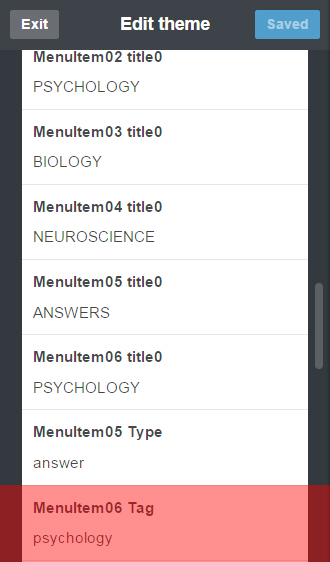 Exit Edit theme Saved
MenuItem02 title0
PSYCHOLOGY
MenuItem03 title0
BIOLOGY
MenuItem04 title0
NEUROSCIENCE
MenuItem05 title0
ANSWERS
MenuItem06 title0
PSYCHOLOGY
MenuItem05 Type
answer
MenuItem06 Tag
psychology